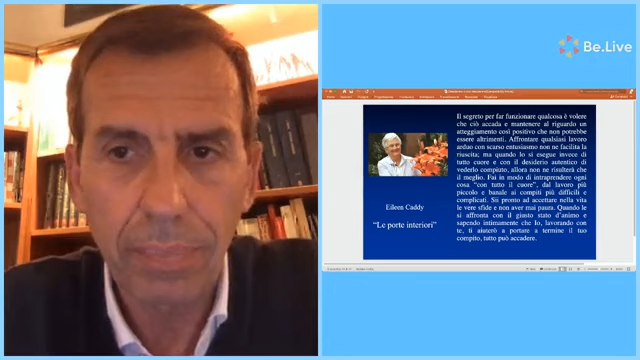 Be.Live
Il segreto per far funzionare qualcosa è volere
che ciò accada e mantenere al riguardo un
atteggiamento così positivo che non potrebbe
essere altrimenti. Affrontare qualsiasi lavoro
arduo con scarso entusiasmo non ne facilita la
riuscita; ma quando lo si esegue invece di
tutto cuore e con il desiderio autentico di
vederlo compiuto, allora non ne risulterà che
il meglio. Fai in modo di intraprendere ogni
cosa "con tutto il cuore", dal lavoro più
piccolo e banale ai compiti più difficili e
complicati. Sii pronto ad accettare nella vita
le vere sfide e non aver mai paura. Quando le
si affronta con il giusto stato d'animo e
sapendo intimamente che Io, lavorando con
te, ti aiuterò a portare a termine il tuo
compito, tutto può accadere.
Eileen Caddy
"Le porte interiori"